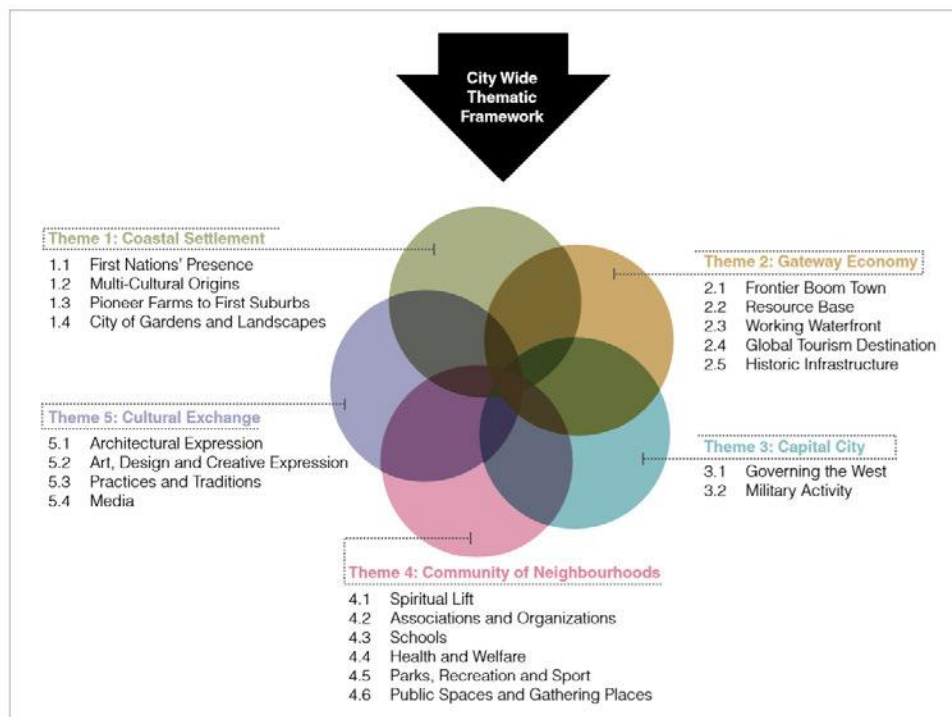 City Wide
Thematic
Framework
Theme 1: Coastal Settlement
1.1 First Nations' Presence
1.2 Multi-Cultural Origins
1.3 Pioneer Farms to First Suburbs
1.4 City of Gardens and Landscapes
Theme 2: Gateway Economy
2.1 Frontier Boom Town
2.2 Resource Base
2.3 Working Waterfront
2.4 Global Tourism Destination
2.5 Historic Infrastructure
Theme 3: Capital City
3.1 Governing the West
3.2 Military Activity
Theme 4: Community of Neighbourhoods
4.1 Spiritual Lift
4.2 Associations and Organizations
4.3 Schools
4.4 Health and Welfare
4.5 Parks, Recreation and Sport
4.6 Public Spaces and Gathering Places
Theme 5: Cultural Exchange
5.1 Architectural Expression
5.2 Art, Design and Creative Expression
5.3 Practices and Traditions
5.4 Media